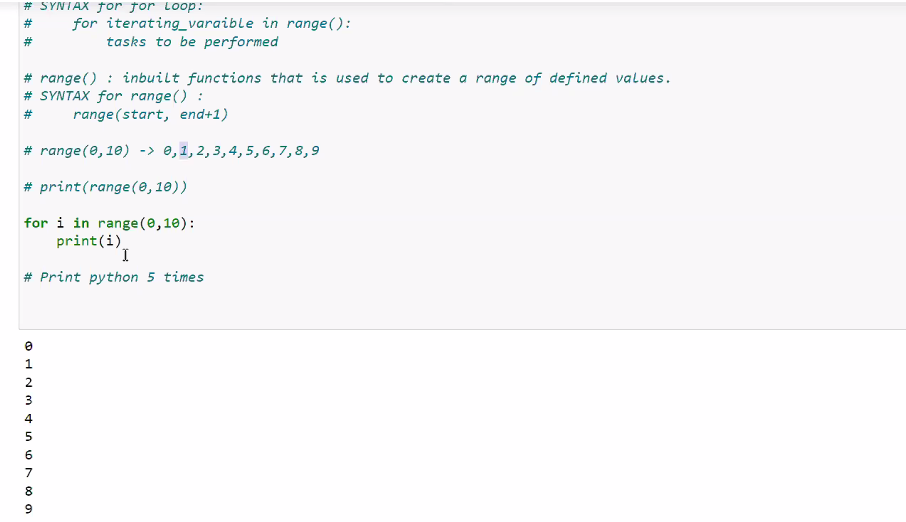 # SYNTAX for for loop:
#     for iterating_varaible in range():
#         tasks to be performed
# range() : inbuilt functions that is used to create a range of defined values.
# SYNTAX for range() :
#     range(start, end+1)
# range(0,10) -> 0,1,2,3,4,5,6,7,8,9
# print(range(0,10))
for i in range(0,10):
    print(i)
# Print python 5 times
0
1
2
3
4
5
6
7
8
9